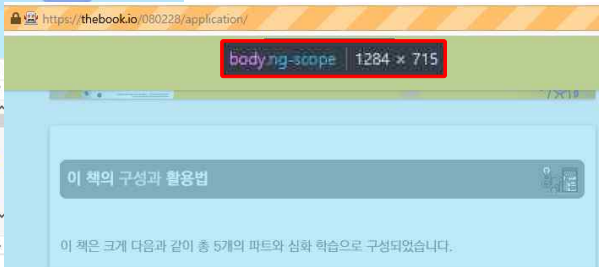 https://thebook.io/080228/application/
body.ng-scope | 1284 × 715
이 책의 구성과 활용법
이 책은 크게 다음과 같이 총 5개의 파트와 심화 학습으로 구성되었습니다.